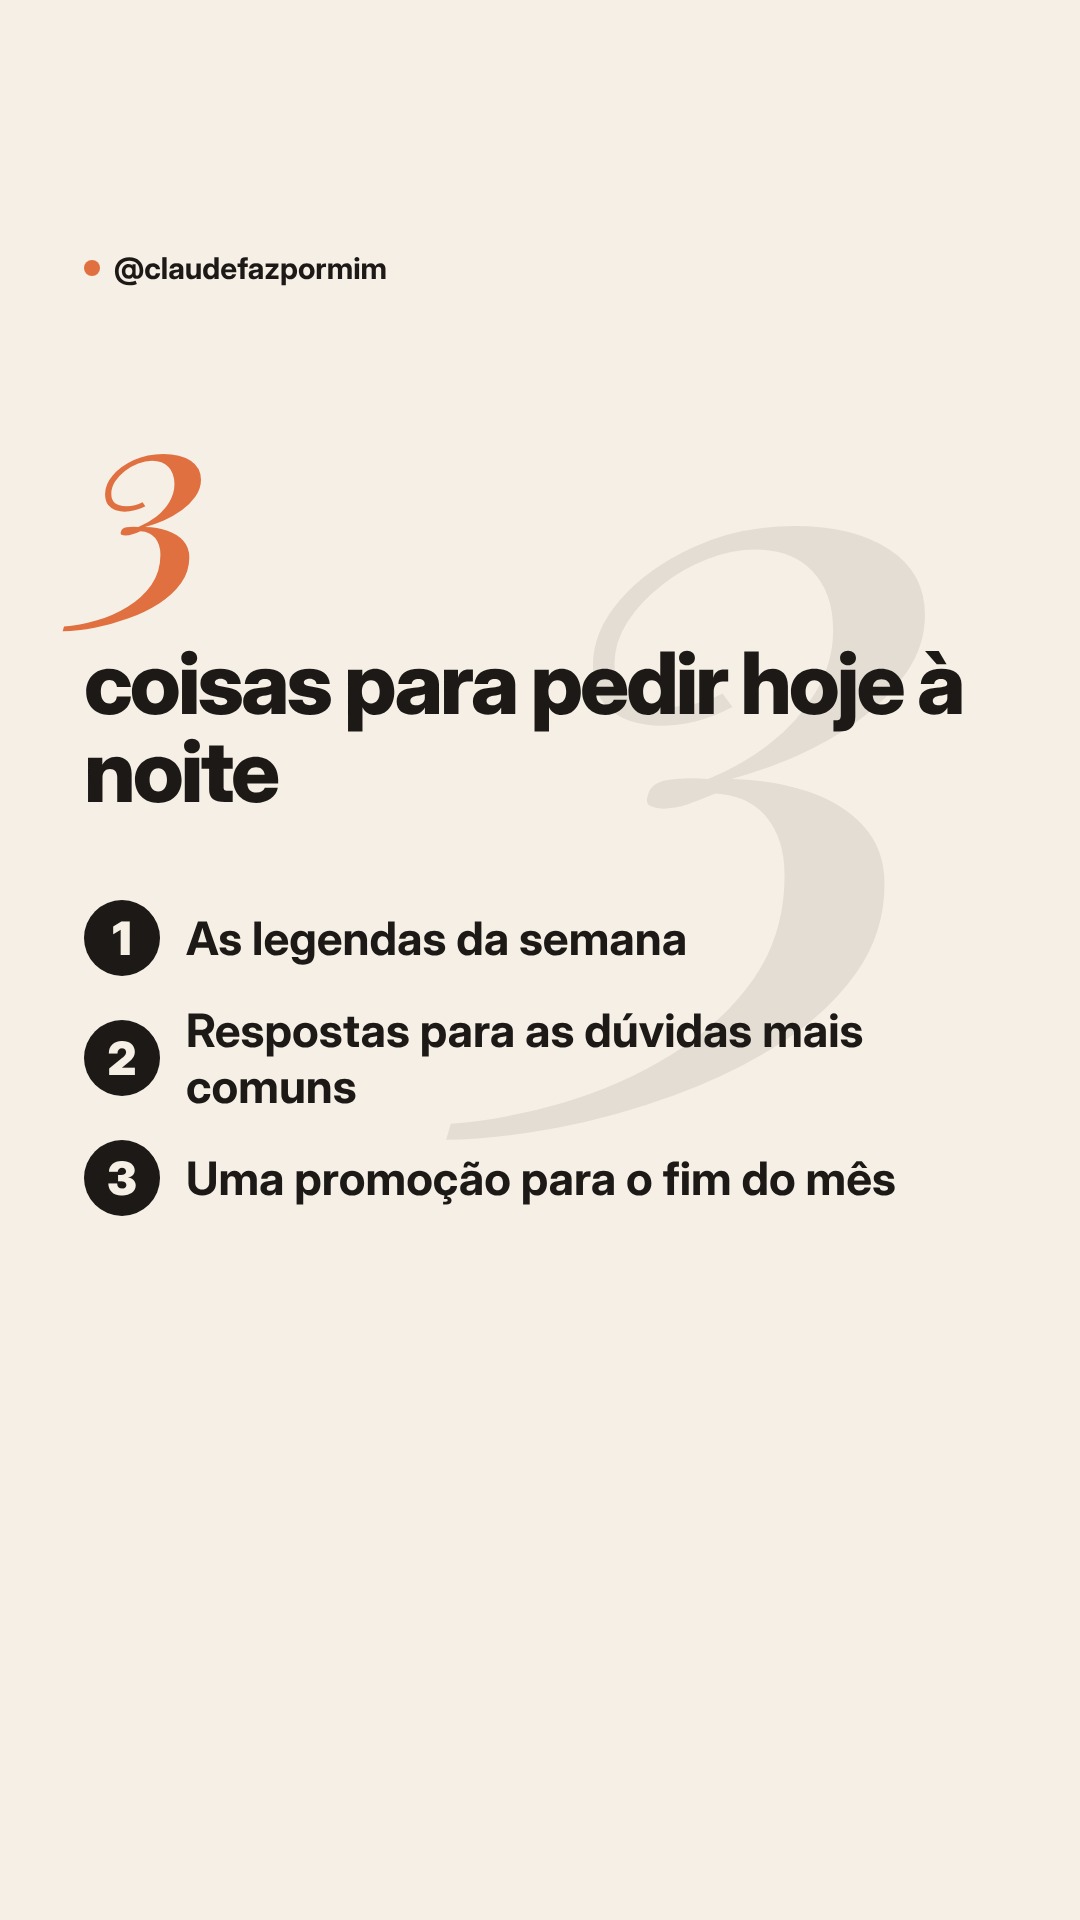 @claudefazpormim
3
coisas para pedir hoje à
noite
1 As legendas da semana
2 Respostas para as dúvidas mais
comuns
3 Uma promoção para o fim do mês
3